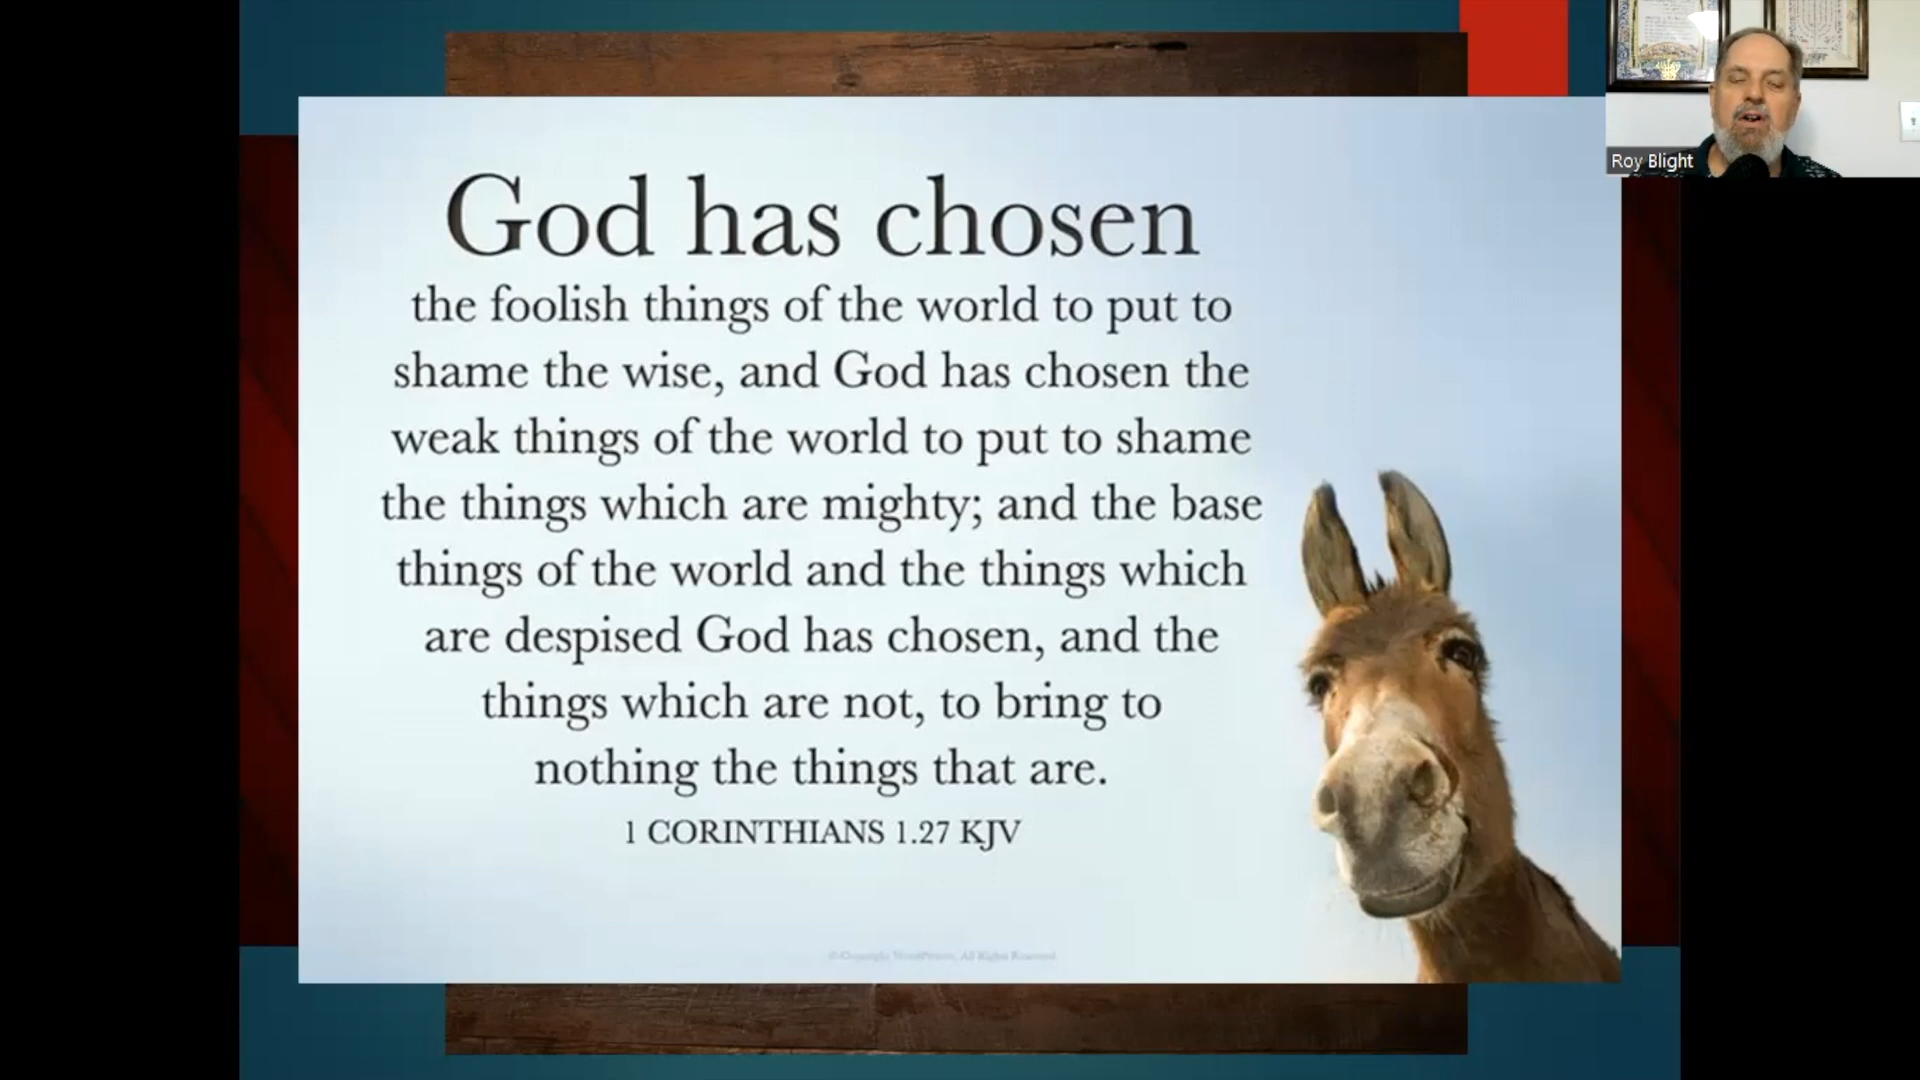 God has chosen
the foolish things of the world to put to
shame the wise, and God has chosen the
weak things of the world to put to shame
the things which are mighty; and the base
things of the world and the things which
are despised God has chosen, and the
things which are not, to bring to
nothing the things that are.
1 CORINTHIANS 1.27 KJV
All Rights Reserved
Roy Blight